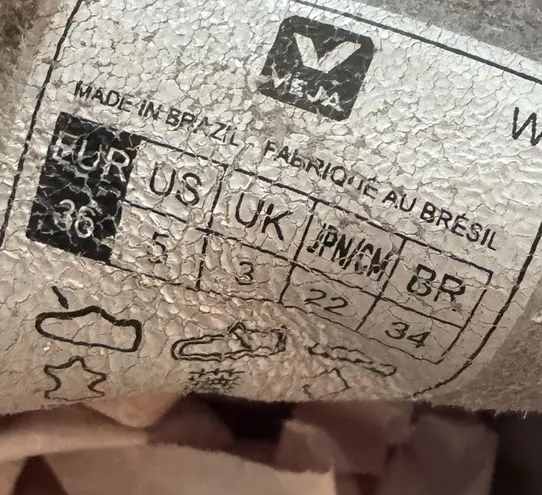 VEJA
W
MADE IN BRAZIL FABRIQUÉ AU BRÉSIL
EUR US UK JPN/CM BR
36 5 3 22 34